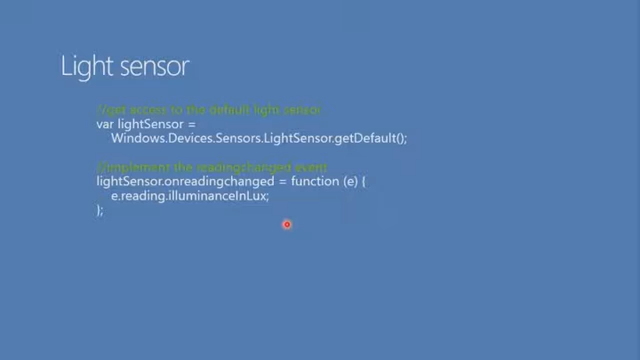 Light sensor
//get acces to the default light sensor
var lightSensor =
Windows.Devices.Sensors.LightSensor.getDefault();
//implement the readingchanged event
lightSensor.onreadingchanged = function (e) {
e.reading.illuminanceInLux;
};